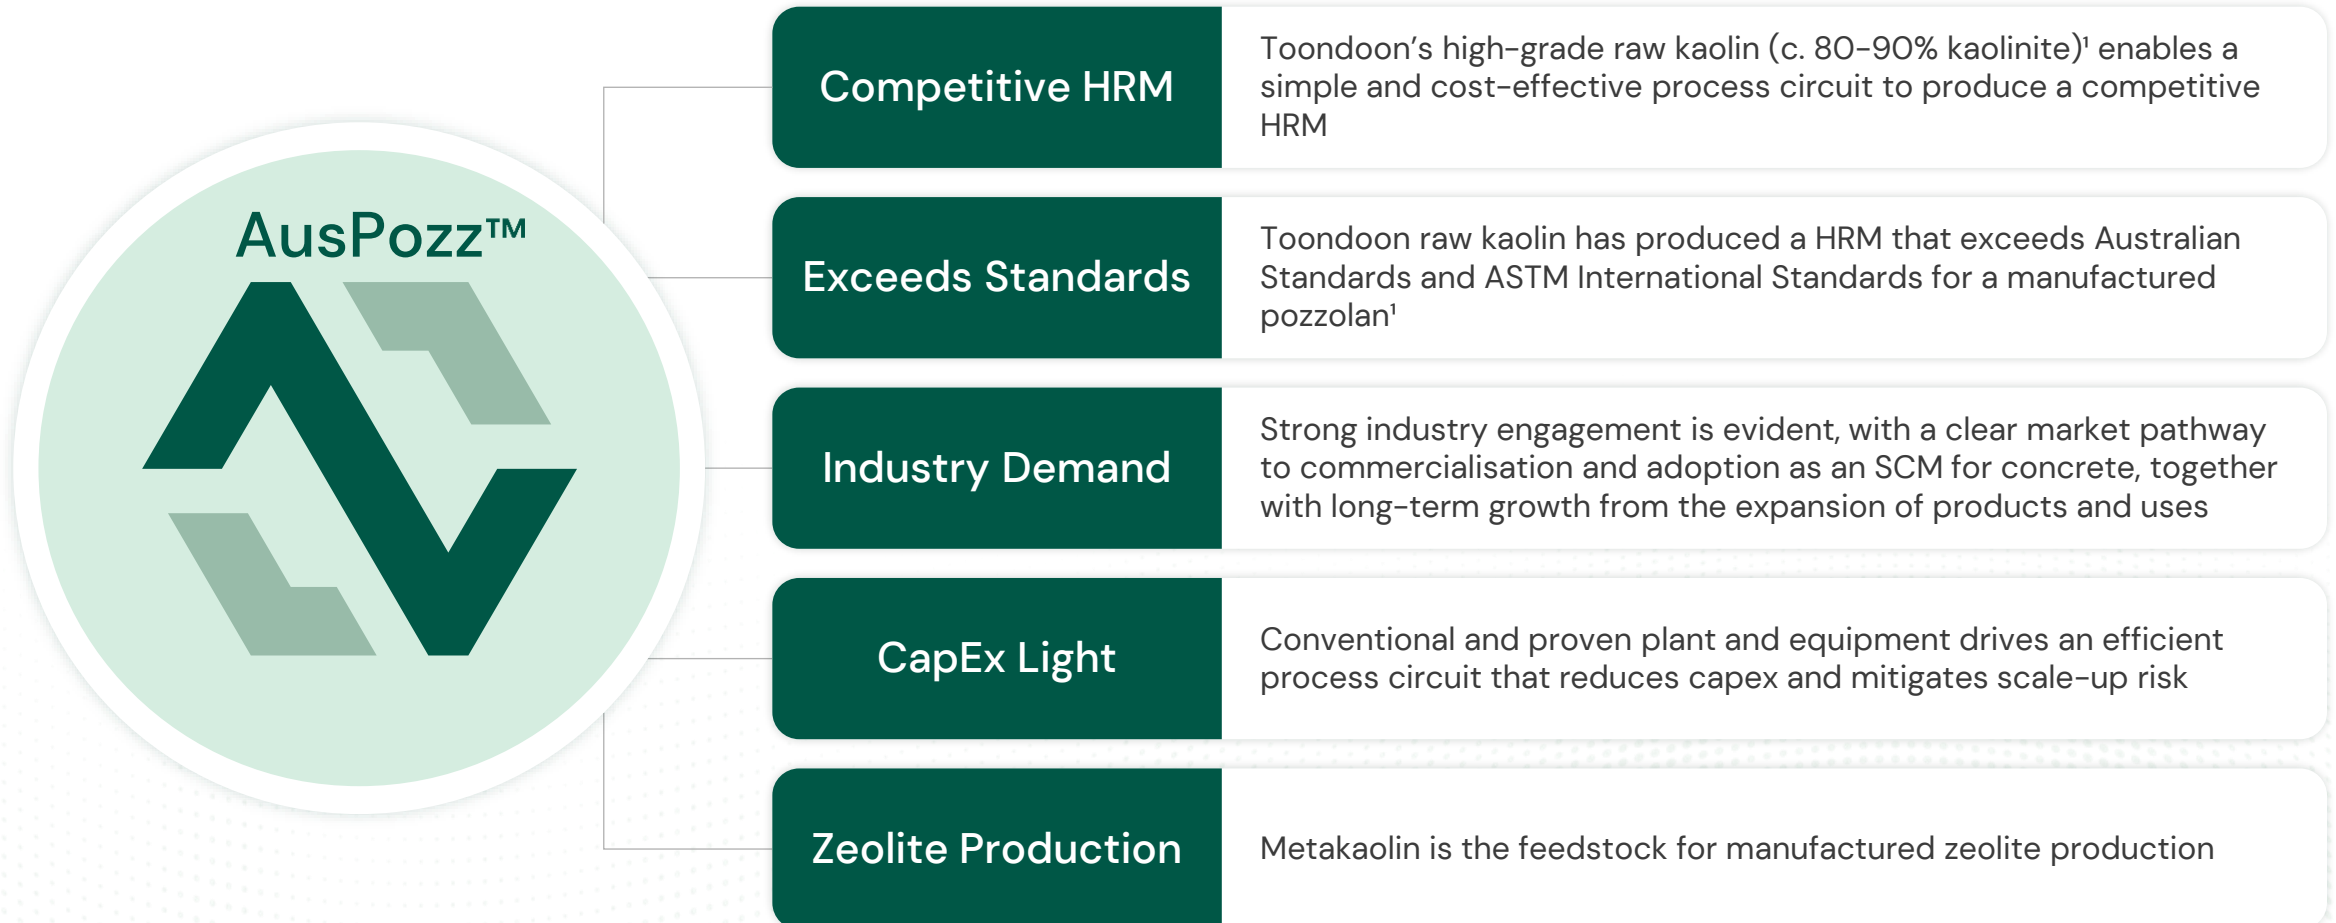 AusPozz™
Competitive HRM
Toondoon’s high-grade raw kaolin (c. 80-90% kaolinite)¹ enables a
simple and cost-effective process circuit to produce a competitive
HRM
Exceeds Standards
Toondoon raw kaolin has produced a HRM that exceeds Australian
Standards and ASTM International Standards for a manufactured
pozzolan¹
Industry Demand
Strong industry engagement is evident, with a clear market pathway
to commercialisation and adoption as an SCM for concrete, together
with long-term growth from the expansion of products and uses
CapEx Light
Conventional and proven plant and equipment drives an efficient
process circuit that reduces capex and mitigates scale-up risk
Zeolite Production
Metakaolin is the feedstock for manufactured zeolite production